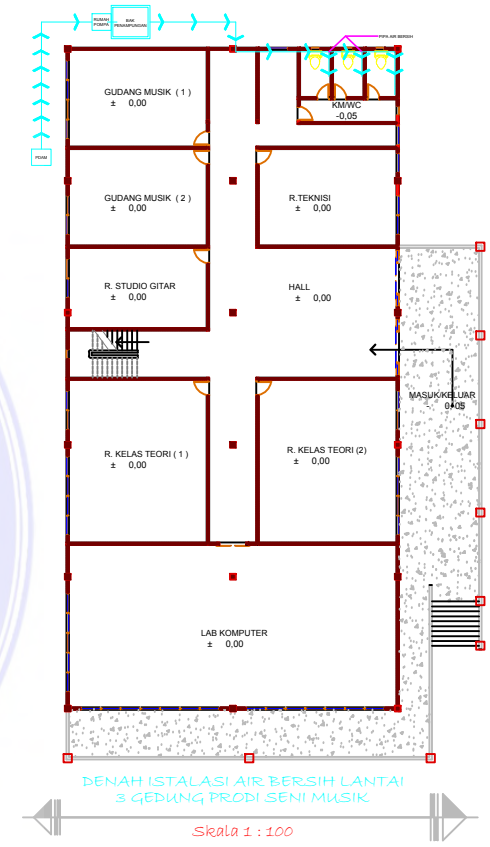 RUMAH
POMPA
BAK
PENAMPUNGAN
PIPA AIR BERSIH
GUDANG MUSIK ( 1 )
± 0,00
KM/WC
-0,05
PDAM
GUDANG MUSIK ( 2 )
± 0,00
R.TEKNISI
± 0,00
R. STUDIO GITAR
± 0,00
HALL
± 0,00
MASUK/KELUAR
- 0,05
R. KELAS TEORI ( 1 )
± 0,00
R. KELAS TEORI (2)
± 0,00
LAB KOMPUTER
± 0,00
DENAH ISTALASI AIR BERSIH LANTAI
3 GEDUNG PRODI SENI MUSIK
Skala 1 : 100